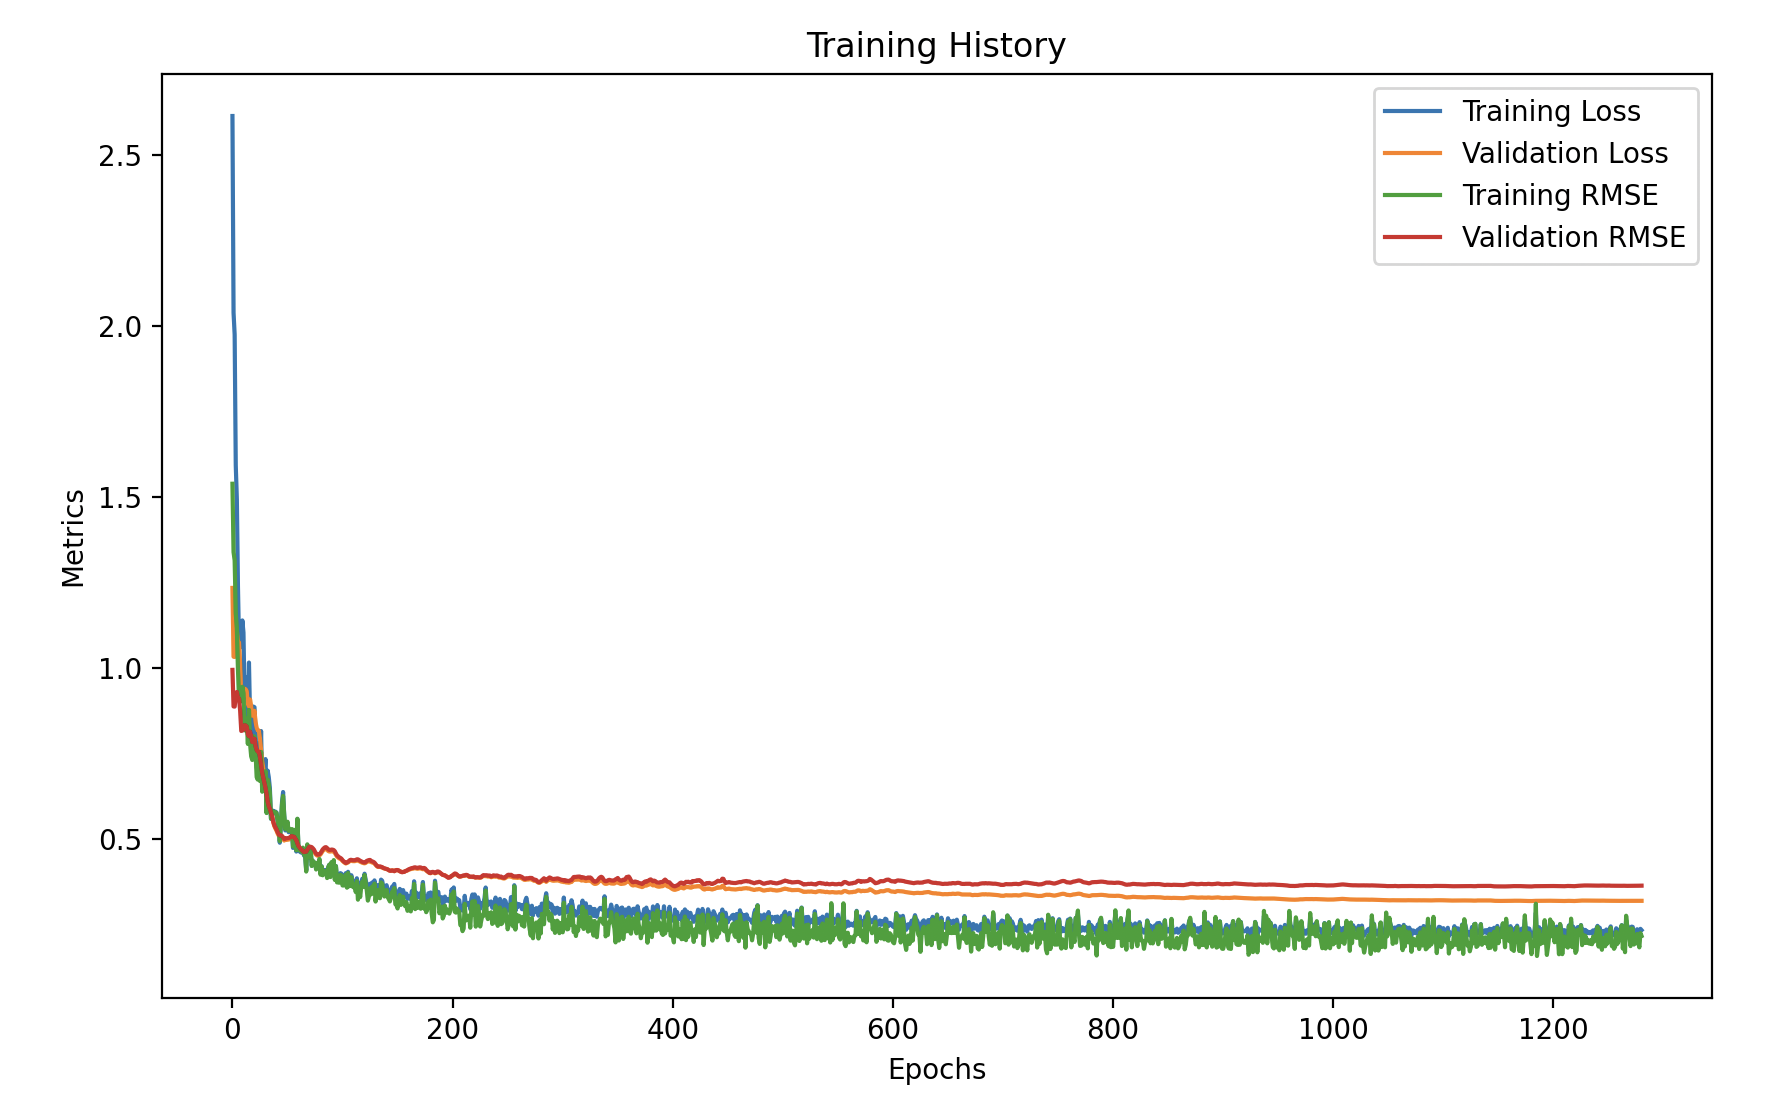 Training History
Training Loss
Validation Loss
Training RMSE
Validation RMSE
Metrics
2.5
2.0
1.5
1.0
0.5
0 200 400 600 800 1000 1200
Epochs